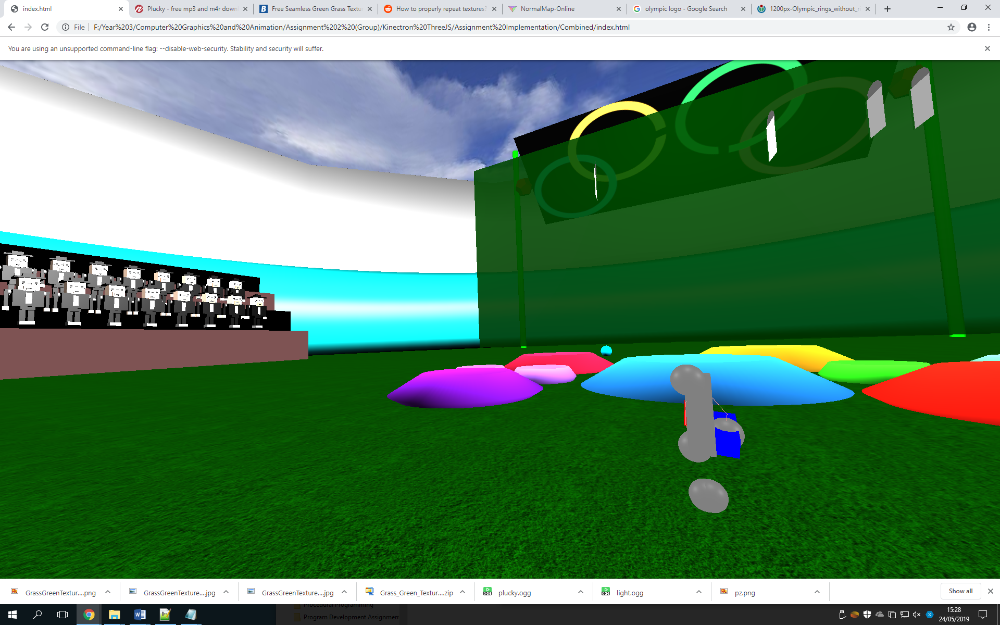 index.html
Plucky - free mp3 and m4r down
Free Seamless Green Grass Textu
How to properly repeat textures?
NormalMap-Online
olympic logo - Google Search
1200px-Olympic_rings_without_r
File
F:/Year%203/Computer%20Graphics%20and%20Animation/Assignment%202%20(Group)/Kinectron%20ThreeJS/Assignment%20Implementation/Combined/index.html
You are using an unsupported command-line flag: --disable-web-security. Stability and security will suffer.
GrassGreenTextur....png
GrassGreenTexture....jpg
GrassGreenTexture....jpg
Grass_Green_Textur....zip
plucky.ogg
light.ogg
pz.png
Show all
Procedural Programming
Program Development Assignmen
15:28
24/05/2019